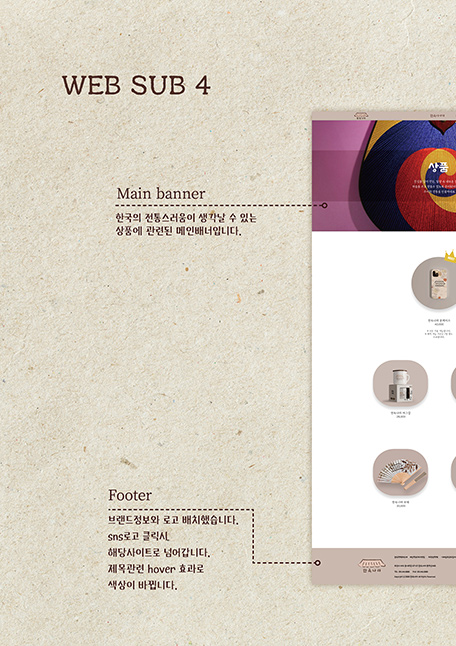 WEB SUB 4
Main banner
한국의 전통스러움이 생각날 수 있는
상품에 관련된 메인배너입니다.
상품
Footer
브랜드정보와 로고 배치했습니다.
sns로고 클릭시,
해당사이트로 넘어갑니다.
제목관련 hover 효과로
색상이 바뀝니다.